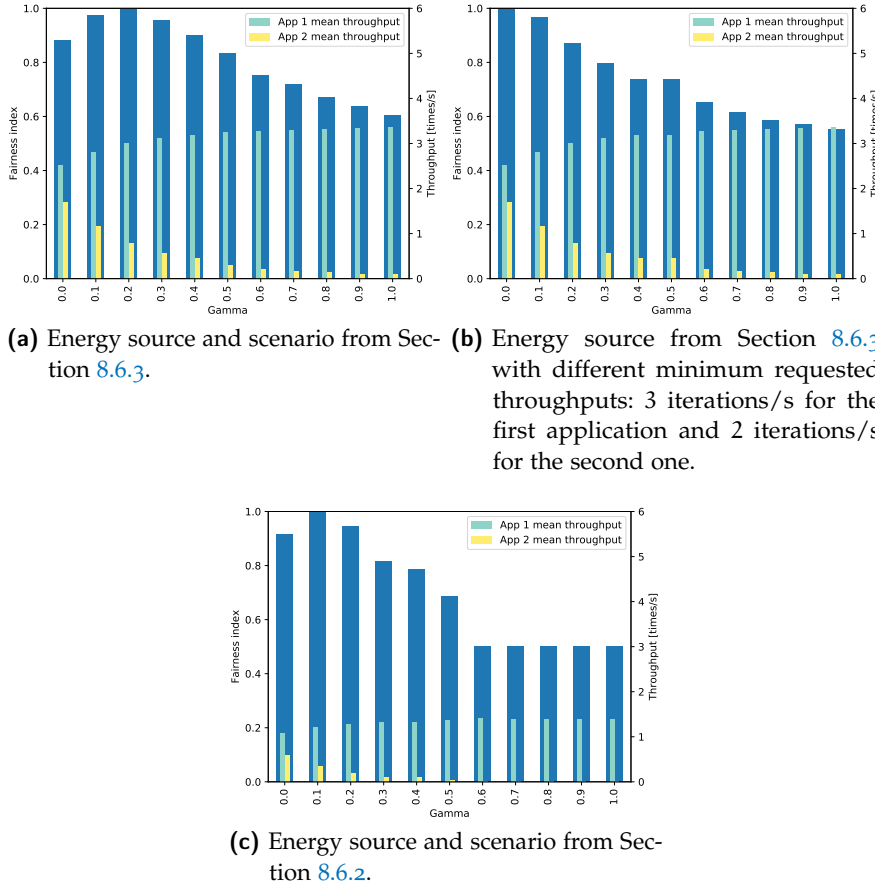 App 1 mean throughput
App 2 mean throughput
1.0
0.8
0.6
0.4
0.2
0.0
Fairness index
6
5
4
3
2
1
0
Throughput [times/s]
0.0 0.1 0.2 0.3 0.4 0.5 0.6 0.7 0.8 0.9 1.0
Gamma
(a) Energy source and scenario from Sec-
tion 8.6.3.
App 1 mean throughput
App 2 mean throughput
1.0
0.8
0.6
0.4
0.2
0.0
Fairness index
6
5
4
3
2
1
0
Throughput [times/s]
0.0 0.1 0.2 0.3 0.4 0.5 0.6 0.7 0.8 0.9 1.0
Gamma
(b) Energy source from Section 8.6.3
with different minimum requested
throughputs: 3 iterations/s for the
first application and 2 iterations/s
for the second one.
App 1 mean throughput
App 2 mean throughput
1.0
0.8
0.6
0.4
0.2
0.0
Fairness index
6
5
4
3
2
1
0
Throughput [times/s]
0.0 0.1 0.2 0.3 0.4 0.5 0.6 0.7 0.8 0.9 1.0
Gamma
(c) Energy source and scenario from Sec-
tion 8.6.2.